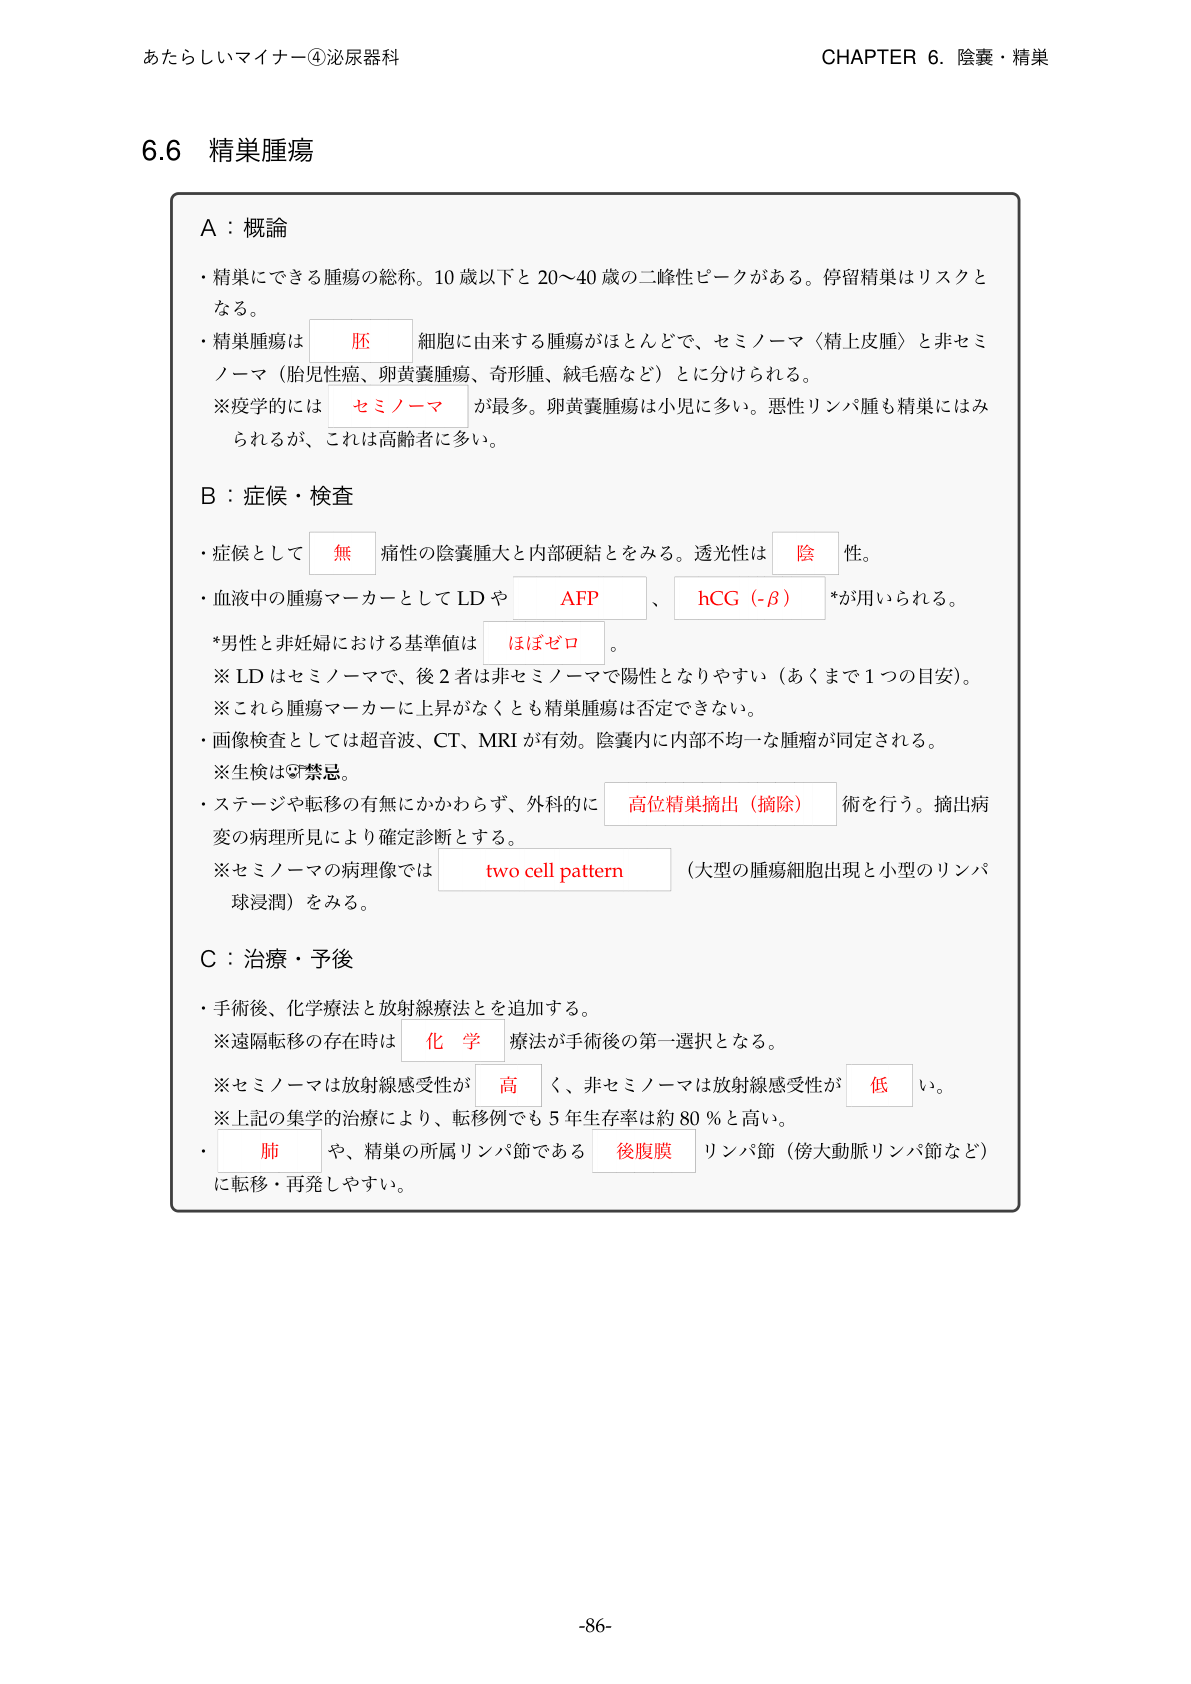 あたらしいマイナー④泌尿器科
CHAPTER 6. 陰嚢・精巣
6.6 精巣腫瘍
A：概論
・精巣にできる腫瘍の総称。10 歳以下と 20〜40 歳の二峰性ピークがある。停留精巣はリスクと
なる。
・精巣腫瘍は 胚 細胞に由来する腫瘍がほとんどで、セミノーマ〈精上皮腫〉と非セミ
ノーマ（胎児性癌、卵黄嚢腫瘍、奇形腫、絨毛癌など）とに分けられる。
※疫学的には セミノーマ が最多。卵黄嚢腫瘍は小児に多い。悪性リンパ腫も精巣にはみ
られるが、これは高齢者に多い。
B：症候・検査
・症候として 無 痛性の陰嚢腫大と内部硬結とをみる。透光性は 陰 性。
・血液中の腫瘍マーカーとして LD や AFP 、 hCG（-β） *が用いられる。
*男性と非妊婦における基準値は ほぼゼロ 。
※ LD はセミノーマで、後 2 者は非セミノーマで陽性となりやすい（あくまで 1 つの目安）。
※これら腫瘍マーカーに上昇がなくとも精巣腫瘍は否定できない。
・画像検査としては超音波、CT、MRI が有効。陰嚢内に内部不均一な腫瘤が同定される。
※生検は禁忌。
・ステージや転移の有無にかかわらず、外科的に 高位精巣摘出（摘除） 術を行う。摘出病
変の病理所見により確定診断とする。
※セミノーマの病理像では two cell pattern （大型の腫瘍細胞出現と小型のリンパ
球浸潤）をみる。
C：治療・予後
・手術後、化学療法と放射線療法とを追加する。
※遠隔転移の存在時は 化 学 療法が手術後の第一選択となる。
※セミノーマは放射線感受性が 高 く、非セミノーマは放射線感受性が 低 い。
※上記の集学的治療により、転移例でも 5 年生存率は約 80 %と高い。
・ 肺 や、精巣の所属リンパ節である 後腹膜 リンパ節（傍大動脈リンパ節など）
に転移・再発しやすい。
-86-